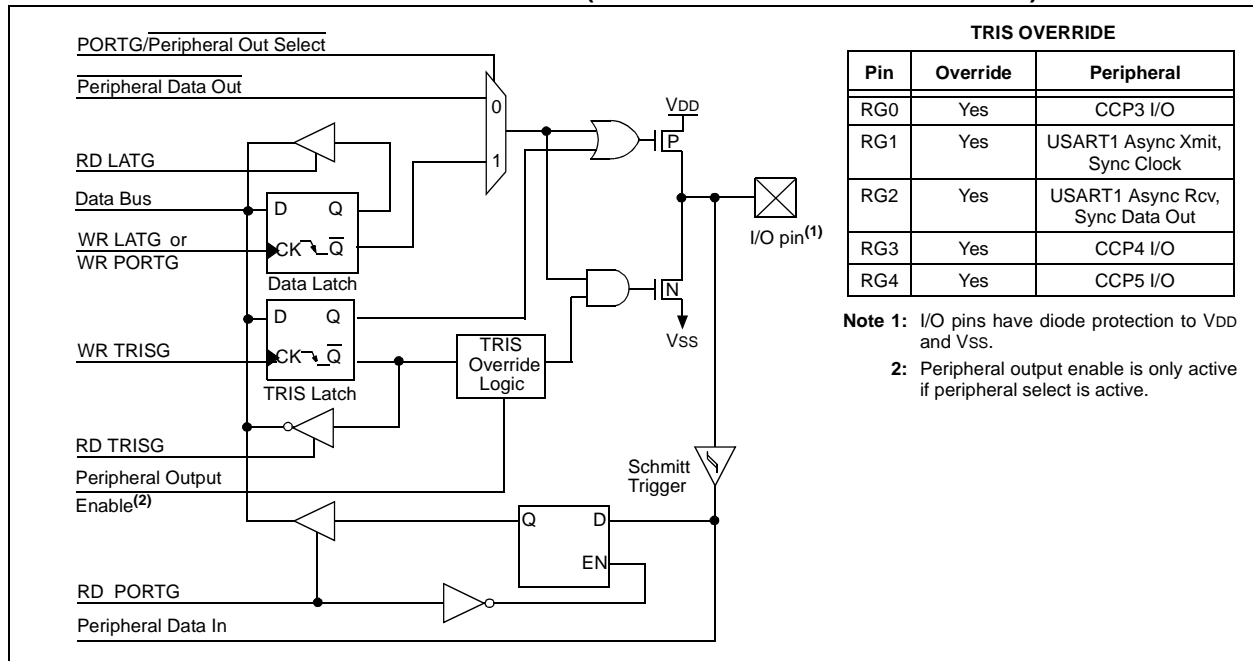 PORTG/Peripheral Out Select
Peripheral Data Out
RD LATG
Data Bus
WR LATG or
WR PORTG
D Q
CK Q
Data Latch
D Q
CK Q
TRIS Latch
WR TRISG
RD TRISG
Peripheral Output
Enable(2)
RD PORTG
Peripheral Data In
0
1
TRIS
Override
Logic
VDD
P
N
VSS
I/O pin(1)
Schmitt
Trigger
Q D
EN
TRIS OVERRIDE
Pin Override Peripheral
RG0 Yes CCP3 I/O
RG1 Yes USART1 Async Xmit,
Sync Clock
RG2 Yes USART1 Async Rcv,
Sync Data Out
RG3 Yes CCP4 I/O
RG4 Yes CCP5 I/O
Note 1: I/O pins have diode protection to VDD
and VSS.
2: Peripheral output enable is only active
if peripheral select is active.